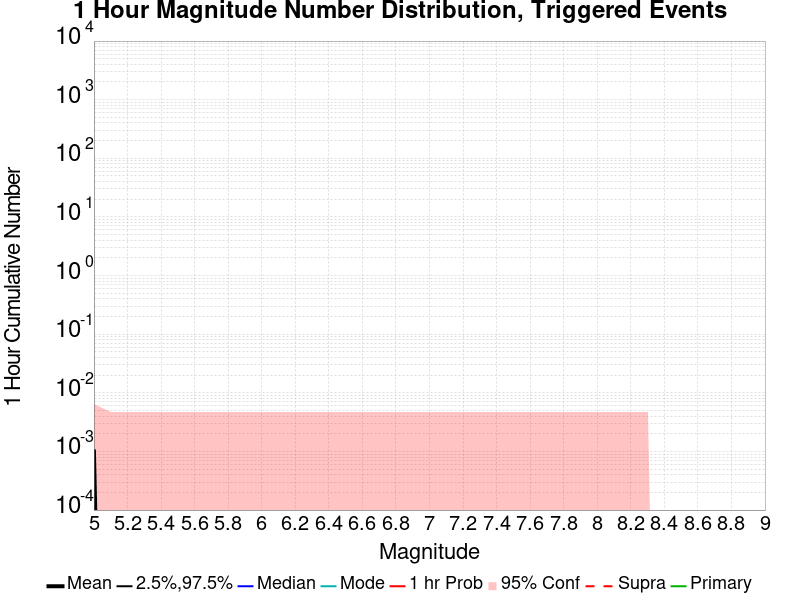 1 Hour Magnitude Number Distribution, Triggered Events
10^4
10^3
10^2
10^1
10^0
10^-1
10^-2
10^-3
10^-4
1 Hour Cumulative Number
5 5.2 5.4 5.6 5.8 6 6.2 6.4 6.6 6.8 7 7.2 7.4 7.6 7.8 8 8.2 8.4 8.6 8.8 9
Magnitude
Mean 2.5%,97.5% Median Mode 1 hr Prob 95% Conf Supra Primary